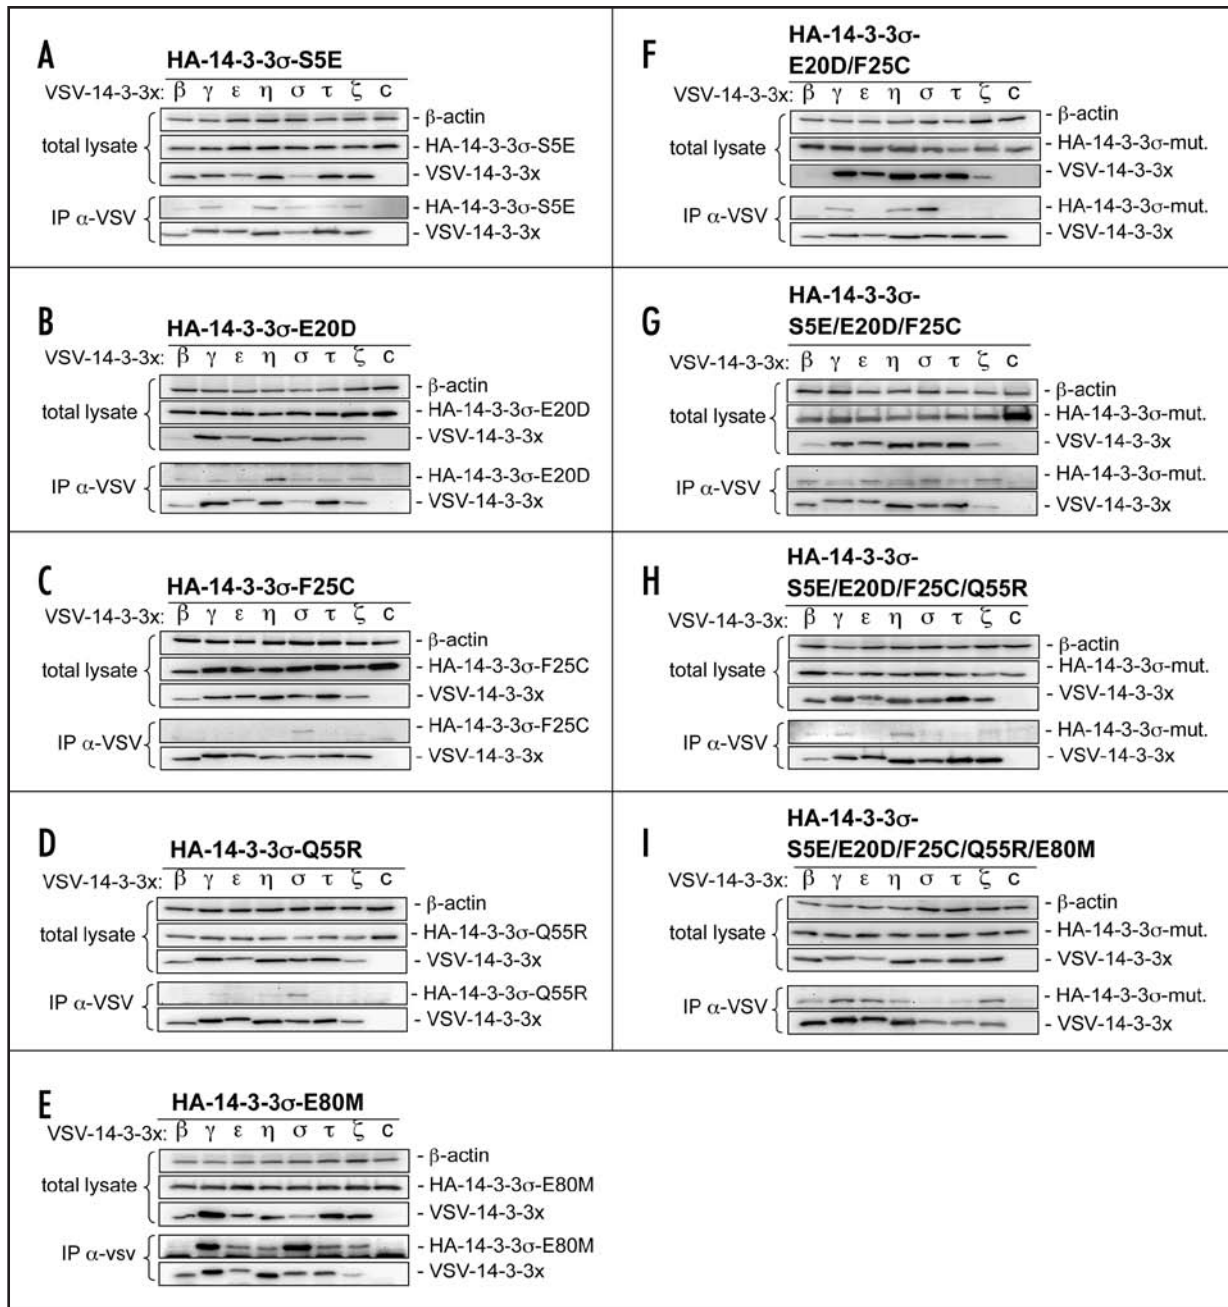 A
HA-14-3-3σ-S5E
VSV-14-3-3x: β γ ε η σ τ ζ C
total lysate
- β-actin
- HA-14-3-3σ-S5E
- VSV-14-3-3x
IP α-VSV
- HA-14-3-3σ-S5E
- VSV-14-3-3x
B
HA-14-3-3σ-E20D
VSV-14-3-3x: β γ ε η σ τ ζ C
total lysate
- β-actin
- HA-14-3-3σ-E20D
- VSV-14-3-3x
IP α-VSV
- HA-14-3-3σ-E20D
- VSV-14-3-3x
C
HA-14-3-3σ-F25C
VSV-14-3-3x: β γ ε η σ τ ζ C
total lysate
- β-actin
- HA-14-3-3σ-F25C
- VSV-14-3-3x
IP α-VSV
- HA-14-3-3σ-F25C
- VSV-14-3-3x
D
HA-14-3-3σ-Q55R
VSV-14-3-3x: β γ ε η σ τ ζ C
total lysate
- β-actin
- HA-14-3-3σ-Q55R
- VSV-14-3-3x
IP α-VSV
- HA-14-3-3σ-Q55R
- VSV-14-3-3x
E
HA-14-3-3σ-E80M
VSV-14-3-3x: β γ ε η σ τ ζ C
total lysate
- β-actin
- HA-14-3-3σ-E80M
- VSV-14-3-3x
IP α-vsv
- HA-14-3-3σ-E80M
- VSV-14-3-3x
F
HA-14-3-3σ-
E20D/F25C
VSV-14-3-3x: β γ ε η σ τ ζ C
total lysate
- β-actin
- HA-14-3-3σ-mut.
- VSV-14-3-3x
IP α-VSV
- HA-14-3-3σ-mut.
- VSV-14-3-3x
G
HA-14-3-3σ-
S5E/E20D/F25C
VSV-14-3-3x: β γ ε η σ τ ζ C
total lysate
- β-actin
- HA-14-3-3σ-mut.
- VSV-14-3-3x
IP α-VSV
- HA-14-3-3σ-mut.
- VSV-14-3-3x
H
HA-14-3-3σ-
S5E/E20D/F25C/Q55R
VSV-14-3-3x: β γ ε η σ τ ζ C
total lysate
- β-actin
- HA-14-3-3σ-mut.
- VSV-14-3-3x
IP α-VSV
- HA-14-3-3σ-mut.
- VSV-14-3-3x
I
HA-14-3-3σ-
S5E/E20D/F25C/Q55R/E80M
VSV-14-3-3x: β γ ε η σ τ ζ C
total lysate
- β-actin
- HA-14-3-3σ-mut.
- VSV-14-3-3x
IP α-VSV
- HA-14-3-3σ-mut.
- VSV-14-3-3x